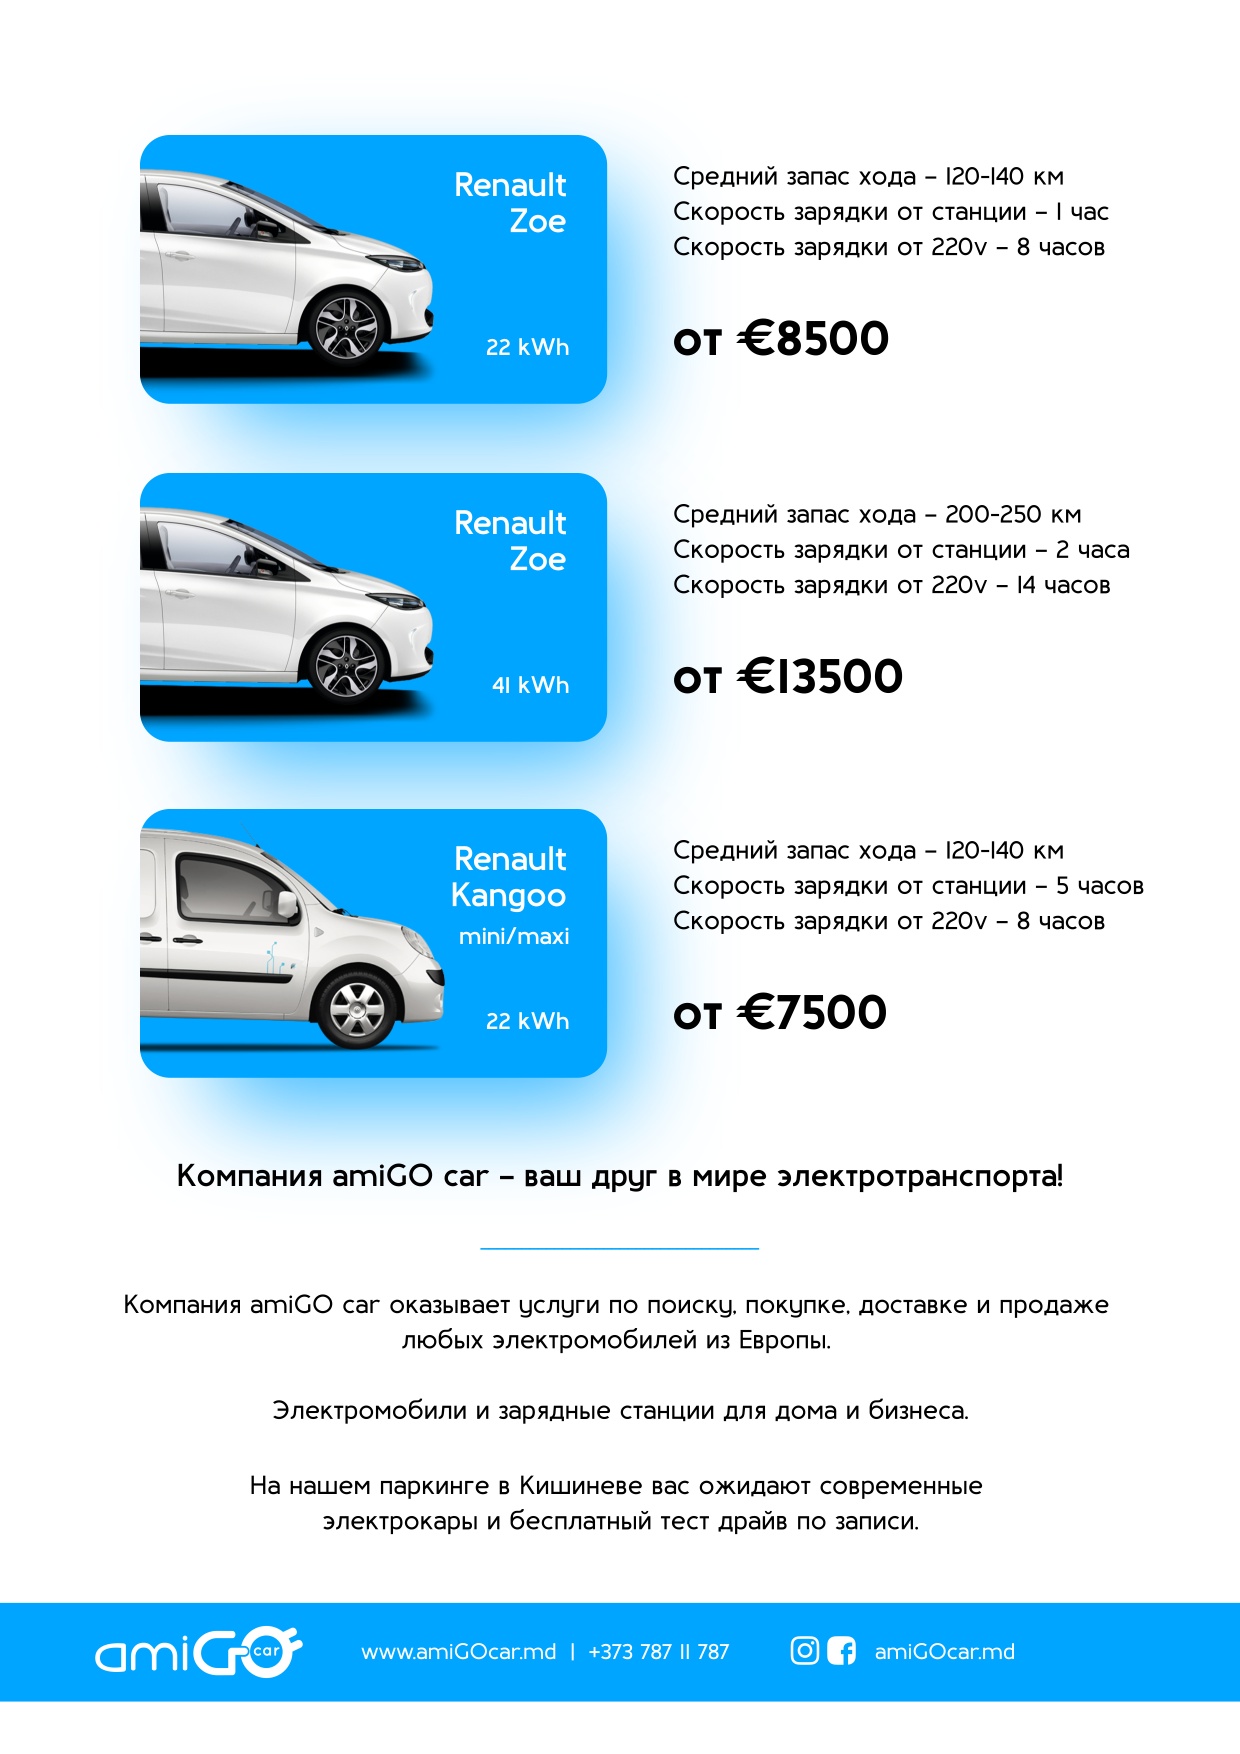 Renault
Zoe
22 kWh
Средний запас хода – 120-140 км
Скорость зарядки от станции – 1 час
Скорость зарядки от 220v – 8 часов
от €8500
Renault
Zoe
41 kWh
Средний запас хода – 200-250 км
Скорость зарядки от станции – 2 часа
Скорость зарядки от 220v – 14 часов
от €13500
Renault
Kangoo
mini/maxi
22 kWh
Средний запас хода – 120-140 км
Скорость зарядки от станции – 5 часов
Скорость зарядки от 220v – 8 часов
от €7500
Компания amiGO car – ваш друг в мире электротранспорта!
Компания amiGO car оказывает услуги по поиску, покупке, доставке и продаже
любых электромобилей из Европы.
Электромобили и зарядные станции для дома и бизнеса.
На нашем паркинге в Кишиневе вас ожидают современные
электрокары и бесплатный тест драйв по записи.
amiGO car www.amiGOcar.md | +373 787 11 787 amiGOcar.md